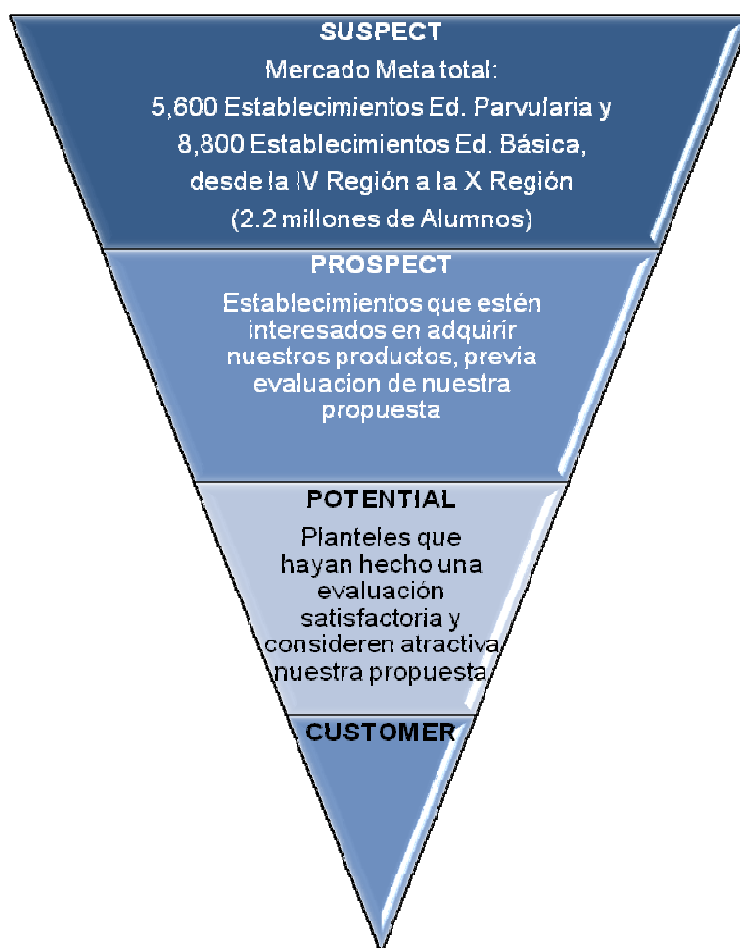 SUSPECT
Mercado Meta total:
5,600 Establecimientos Ed. Parvularia y
8,800 Establecimientos Ed. Básica,
desde la IV Región a la X Región
(2.2 millones de Alumnos)
PROSPECT
Establecimientos que estén
interesados en adquirir
nuestros productos, previa
evaluacion de nuestra
propuesta
POTENTIAL
Planteles que
hayan hecho una
evaluación
satisfactoria y
consideren atractiva
nuestra propuesta
CUSTOMER